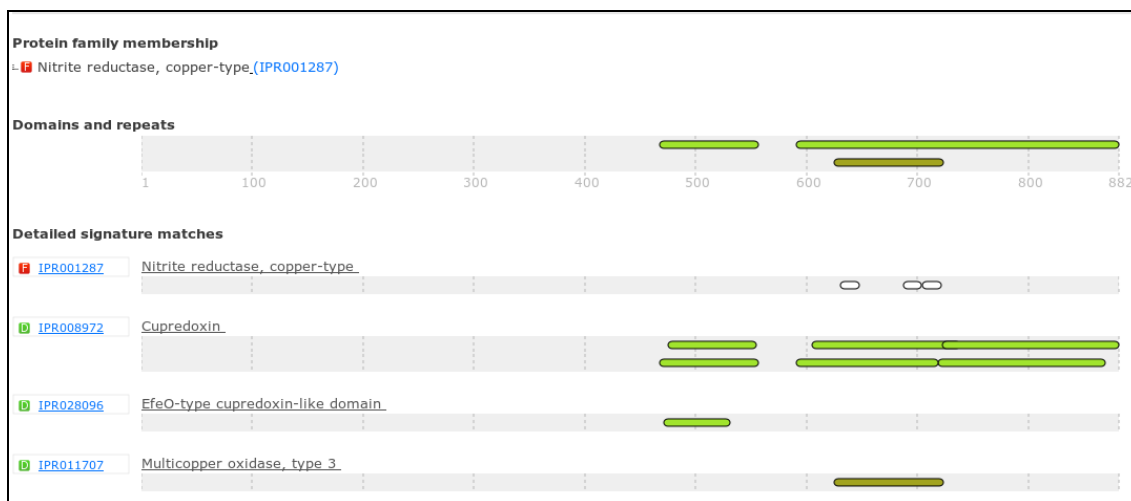 Protein family membership
F Nitrite reductase, copper-type (IPR001287)
Domains and repeats
1 100 200 300 400 500 600 700 800 882
Detailed signature matches
F IPR001287 Nitrite reductase, copper-type
D IPR008972 Cupredoxin
D IPR028096 EfeO-type cupredoxin-like domain
D IPR011707 Multicopper oxidase, type 3